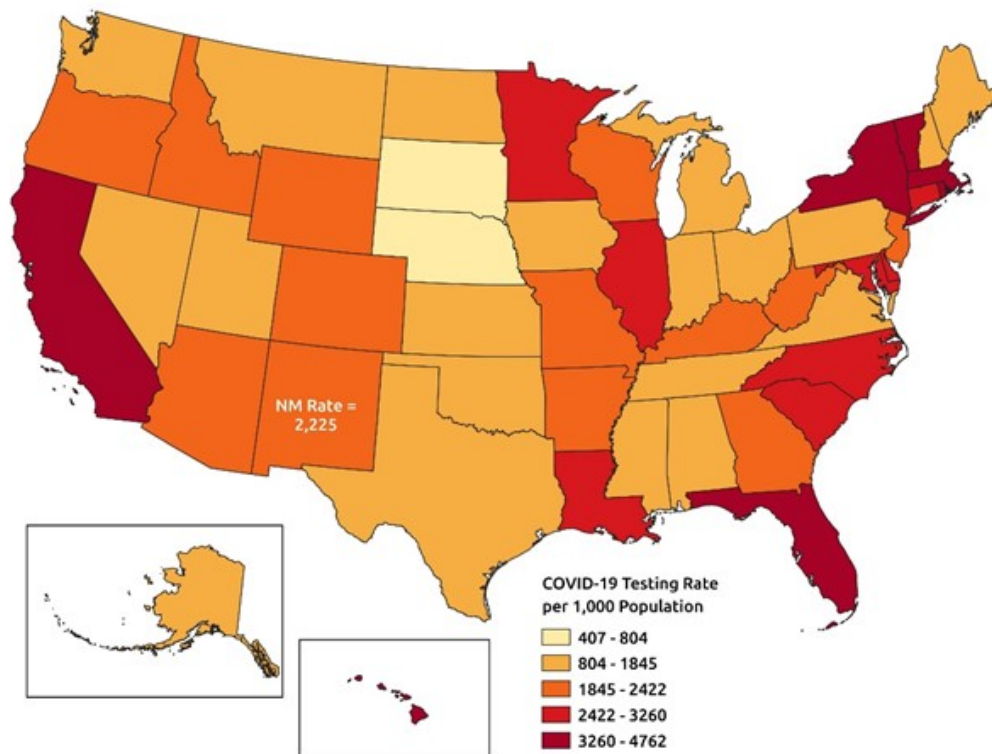 NM Rate =
2,225
COVID-19 Testing Rate
per 1,000 Population
407 - 804
804 - 1845
1845 - 2422
2422 - 3260
3260 - 4762